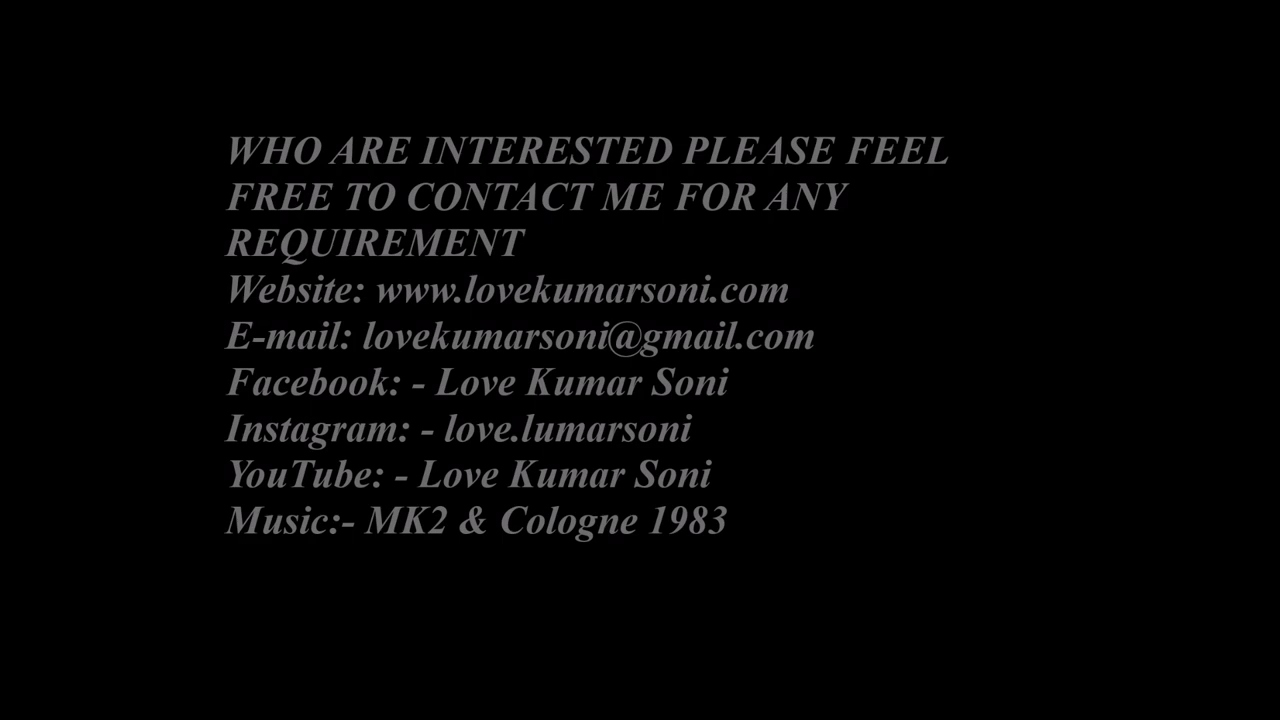 WHO ARE INTERESTED PLEASE FEEL
FREE TO CONTACT ME FOR ANY
REQUIREMENT
Website: www.lovekumarsoni.com
E-mail: lovekumarsoni@gmail.com
Facebook: - Love Kumar Soni
Instagram: - love.lumarsoni
YouTube: - Love Kumar Soni
Music:- MK2 & Cologne 1983